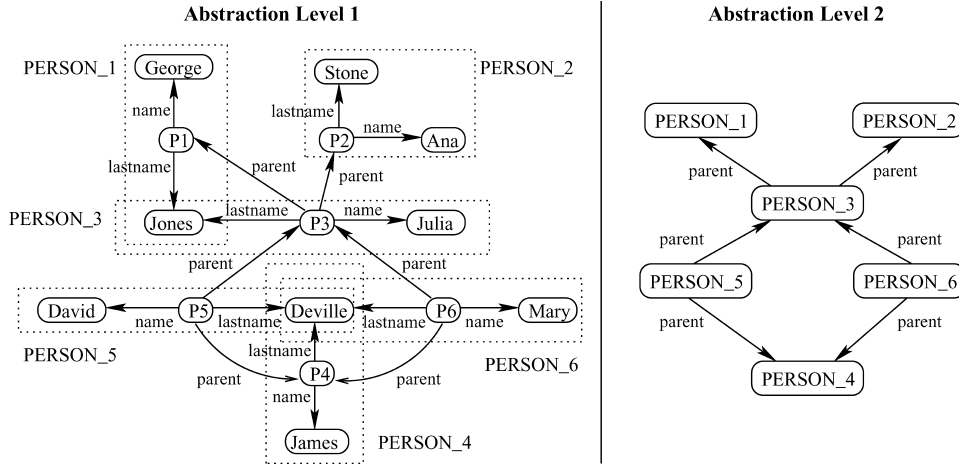 Abstraction Level 1
Abstraction Level 2
PERSON_1
George
Stone
PERSON_2
name
lastname
P1
P2
name
Ana
lastname
parent
parent
PERSON_3
Jones
lastname
P3
name
Julia
parent
parent
David
name
P5
lastname
Deville
lastname
P6
name
Mary
PERSON_5
lastname
PERSON_6
parent
P4
parent
name
James
PERSON_4
PERSON_1
PERSON_2
parent
parent
PERSON_3
parent
parent
PERSON_5
PERSON_6
parent
parent
PERSON_4